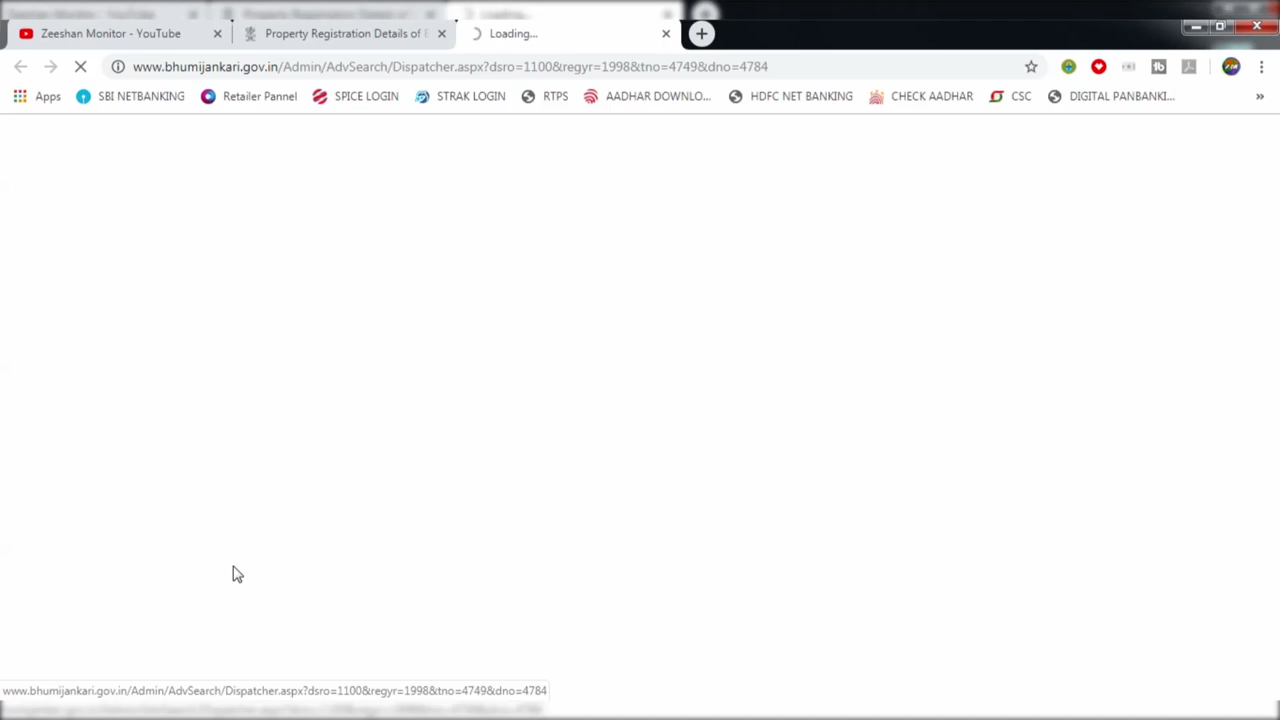 Zeeshan Monitor - YouTube
Property Registration Details of
Loading...
www.bhumijankari.gov.in/Admin/AdvSearch/Dispatcher.aspx?dsro=1100&regyr=1998&tno=4749&dno=4784
Apps SBI NETBANKING Retailer Pannel SPICE LOGIN STRAK LOGIN RTPS AADHAR DOWNLO... HDFC NET BANKING CHECK AADHAR CSC DIGITAL PANBANKI... »
www.bhumijankari.gov.in/Admin/AdvSearch/Dispatcher.aspx?dsro=1100&regyr=1998&tno=4749&dno=4784